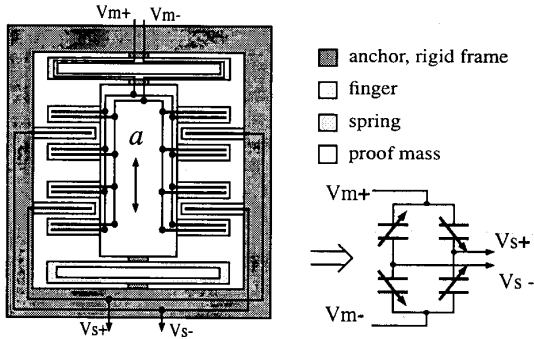 Vm+ Vm-
anchor, rigid frame
finger
spring
proof mass
a
Vm+
Vs+
Vs -
Vm-
Vs+ Vs-